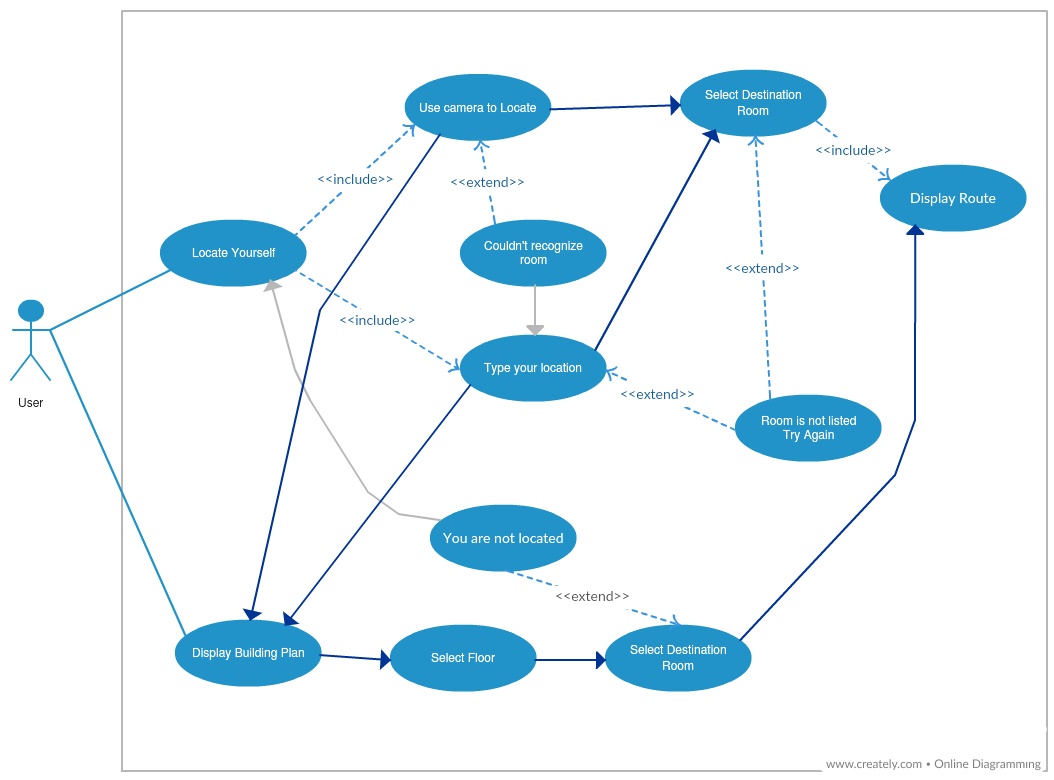 Use camera to Locate
Select Destination
Room
<<include>>
<<include>>
<<extend>>
Display Route
Locate Yourself
Couldn't recognize
room
<<extend>>
<<include>>
Type your location
<<extend>>
User
Room is not listed
Try Again
You are not located
<<extend>>
Display Building Plan
Select Floor
Select Destination
Room
www.creately.com • Online Diagramming